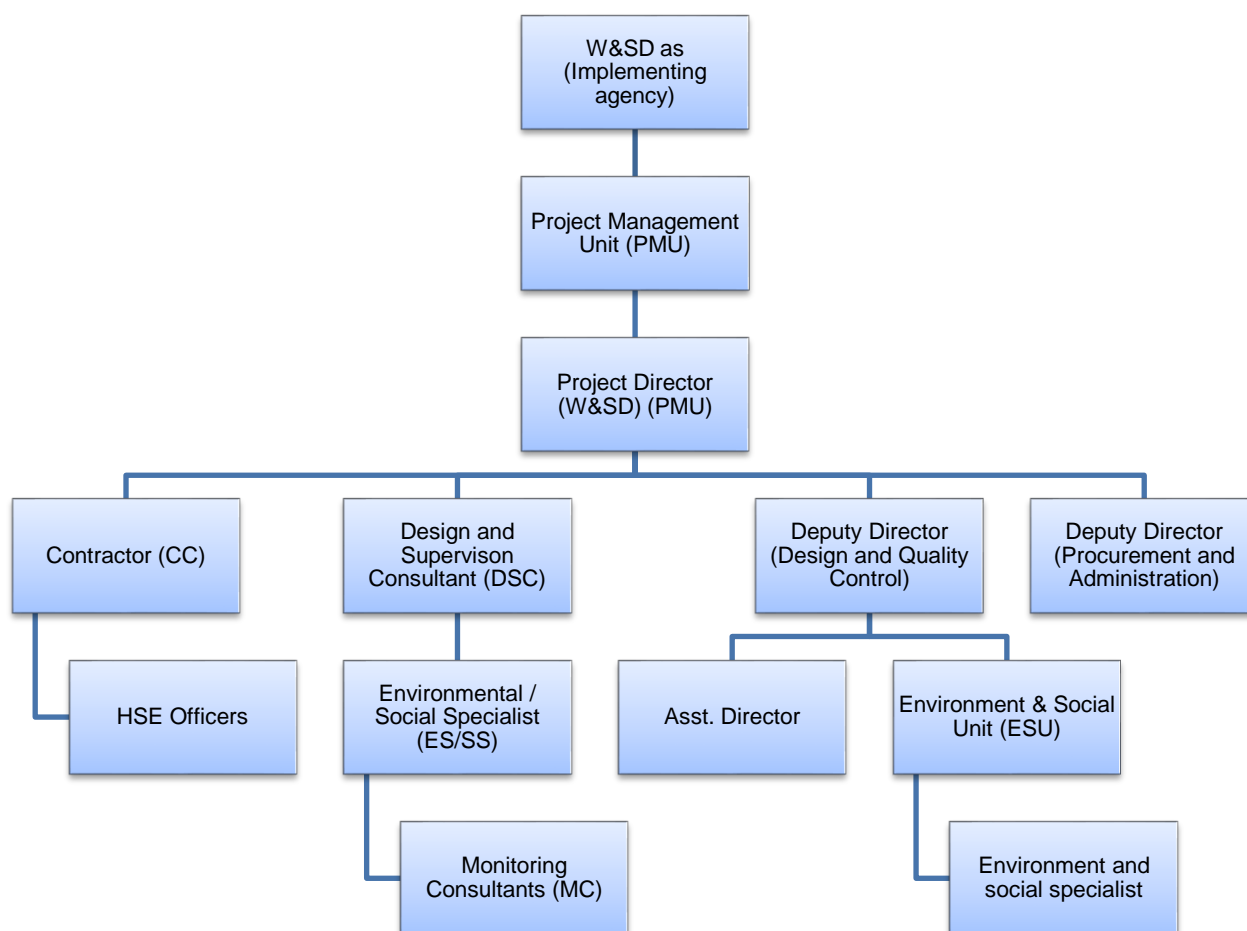 W&SD as
(Implementing
agency)
Project Management
Unit (PMU)
Project Director
(W&SD) (PMU)
Contractor (CC)
Design and
Supervison
Consultant (DSC)
Deputy Director
(Design and Quality
Control)
Deputy Director
(Procurement and
Administration)
HSE Officers
Environmental /
Social Specialist
(ES/SS)
Asst. Director
Environment & Social
Unit (ESU)
Monitoring
Consultants (MC)
Environment and
social specialist